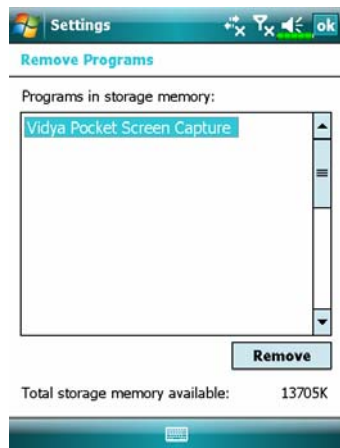 Settings
ok
Remove Programs
Programs in storage memory:
Vidya Pocket Screen Capture
Remove
Total storage memory available: 13705K